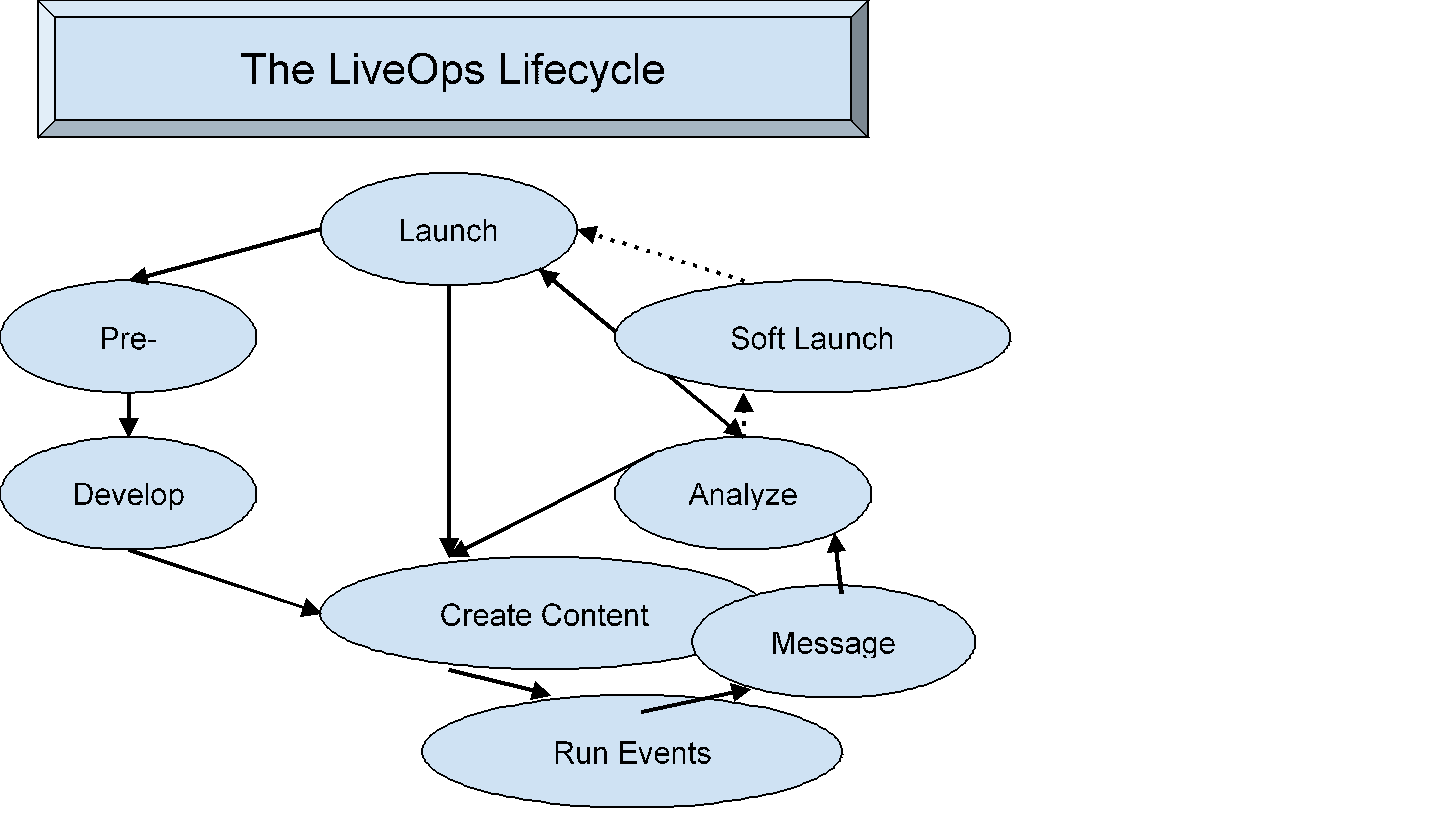 The LiveOps Lifecycle
Launch
Pre-
Soft Launch
Develop
Analyze
Create Content
Message
Run Events